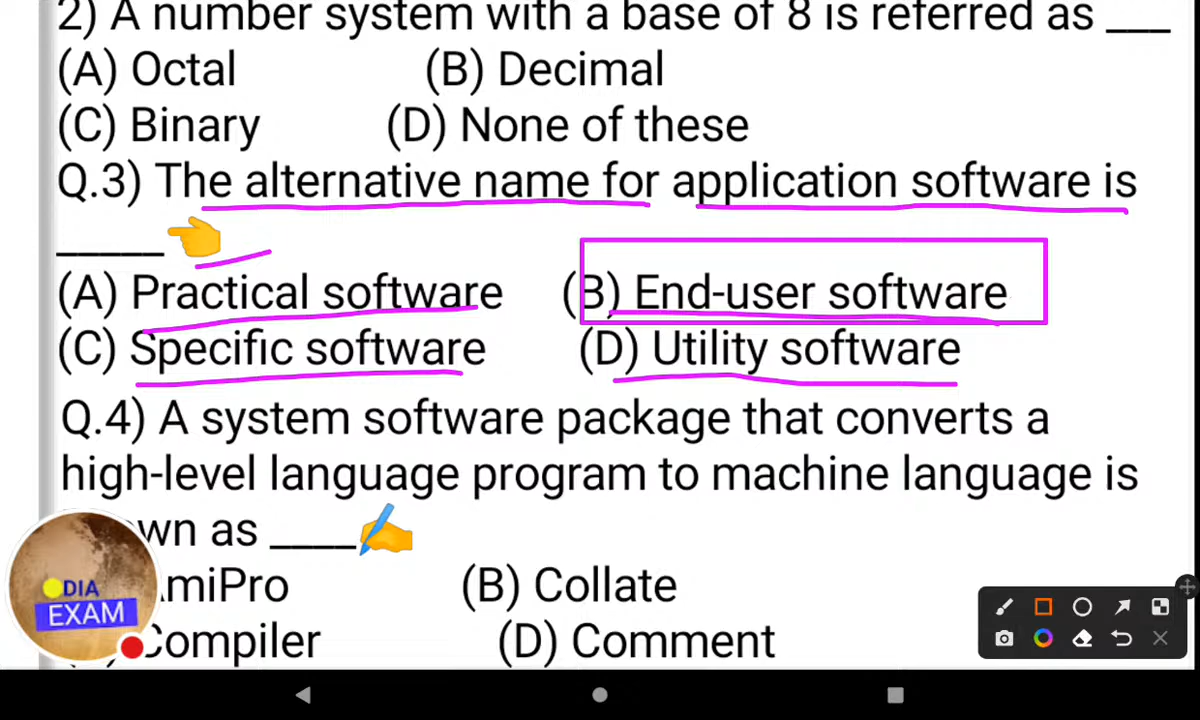 2) A number system with a base of 8 is referred as ___
(A) Octal (B) Decimal
(C) Binary (D) None of these
Q.3) The alternative name for application software is
_____
(A) Practical software (B) End-user software
(C) Specific software (D) Utility software
Q.4) A system software package that converts a
high-level language program to machine language is
wn as ____
miPro (B) Collate
Compiler (D) Comment
ODIA
EXAM